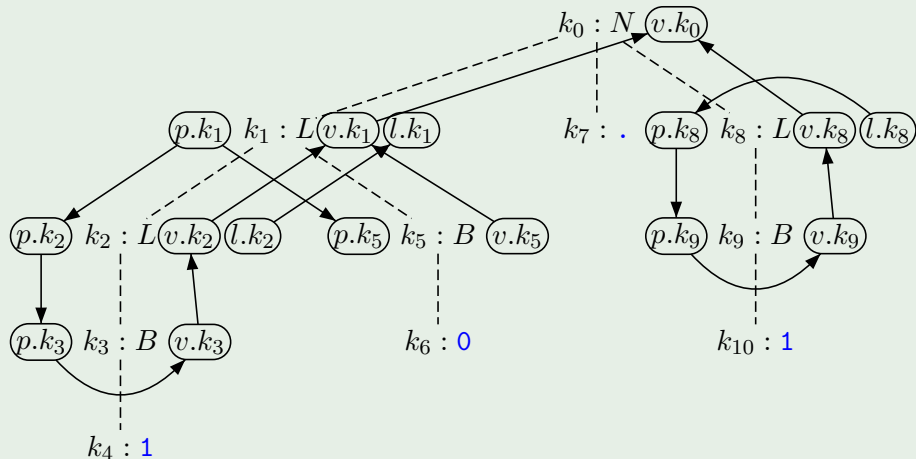 k₀ : N v.k₀
p.k₁ k₁ : L v.k₁ l.k₁ k₇ : . p.k₈ k₈ : L v.k₈ l.k₈
p.k₂ k₂ : L v.k₂ l.k₂ p.k₅ k₅ : B v.k₅ p.k₉ k₉ : B v.k₉
p.k₃ k₃ : B v.k₃ k₆ : 0 k₁₀ : 1
k₄ : 1